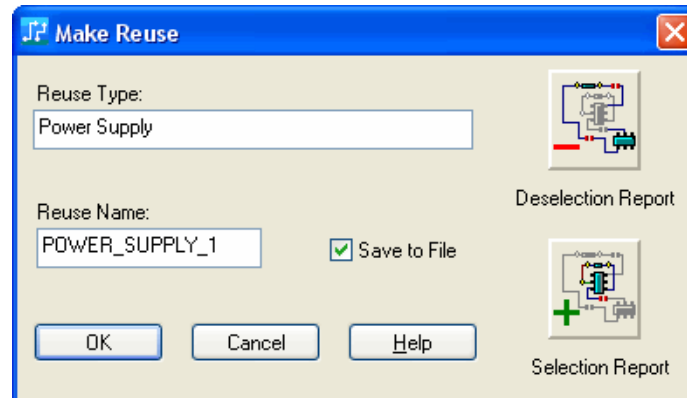 Make Reuse
Reuse Type:
Power Supply
Deselection Report
Reuse Name:
POWER_SUPPLY_1
Save to File
OK
Cancel
Help
Selection Report